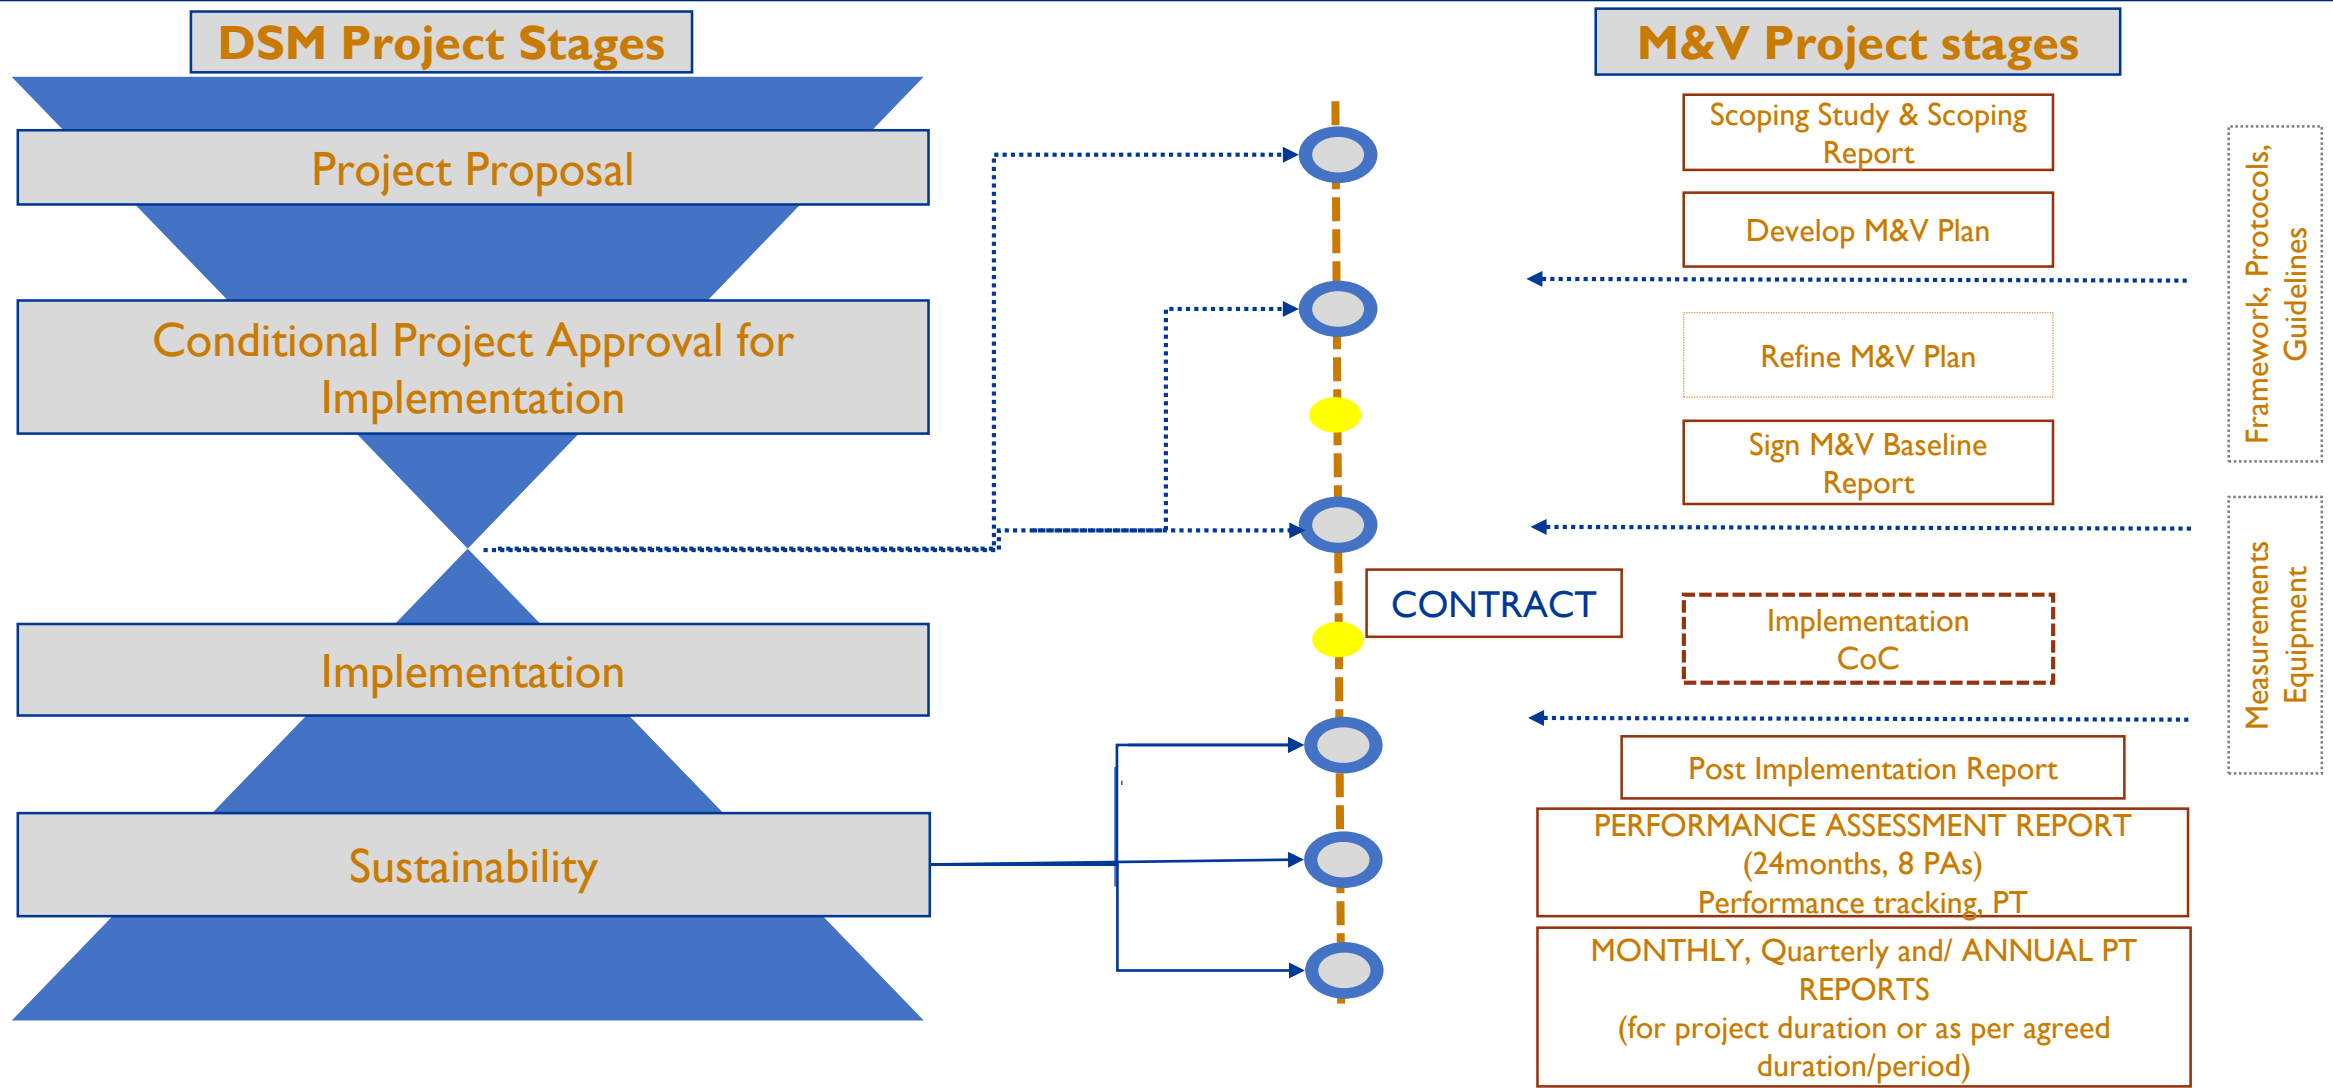 DSM Project Stages
Project Proposal
Conditional Project Approval for
Implementation
Implementation
Sustainability
CONTRACT
M&V Project stages
Scoping Study & Scoping
Report
Develop M&V Plan
Refine M&V Plan
Sign M&V Baseline
Report
Implementation
CoC
Post Implementation Report
PERFORMANCE ASSESSMENT REPORT
(24months, 8 PAs)
Performance tracking, PT
MONTHLY, Quarterly and/ ANNUAL PT
REPORTS
(for project duration or as per agreed
duration/period)
Framework, Protocols,
Guidelines
Measurements
Equipment